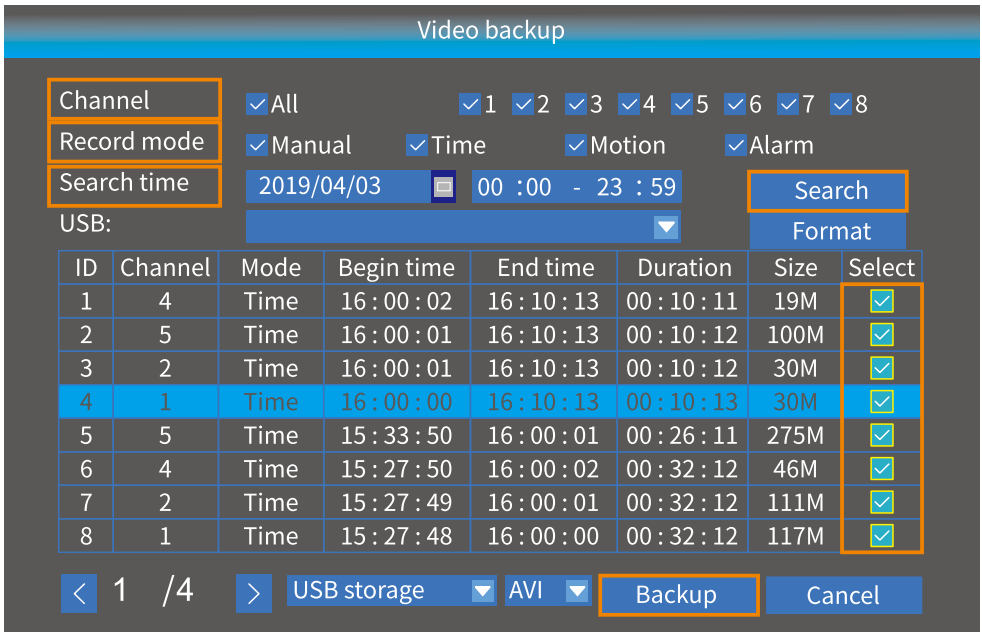 Video backup
Channel All 1 2 3 4 5 6 7 8
Record mode Manual Time Motion Alarm
Search time 2019/04/03 00 :00 - 23 : 59 Search
USB: Format
ID Channel Mode Begin time End time Duration Size Select
1 4 Time 16 : 00 : 02 16 : 10 : 13 00 : 10 : 11 19M
2 5 Time 16 : 00 : 01 16 : 10 : 13 00 : 10 : 12 100M
3 2 Time 16 : 00 : 01 16 : 10 : 13 00 : 10 : 12 30M
4 1 Time 16 : 00 : 00 16 : 10 : 13 00 : 10 : 13 30M
5 5 Time 15 : 33 : 50 16 : 00 : 01 00 : 26 : 11 275M
6 4 Time 15 : 27 : 50 16 : 00 : 02 00 : 32 : 12 46M
7 2 Time 15 : 27 : 49 16 : 00 : 01 00 : 32 : 12 111M
8 1 Time 15 : 27 : 48 16 : 00 : 00 00 : 32 : 12 117M
< 1 /4 > USB storage AVI Backup Cancel